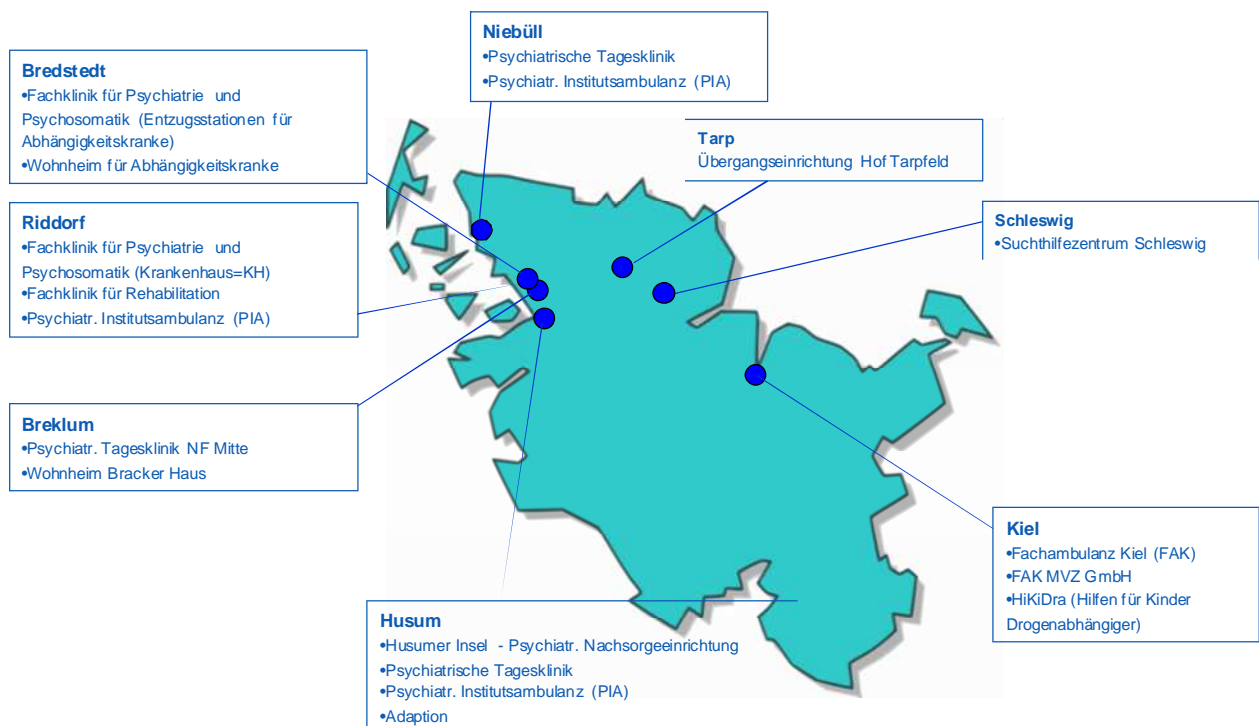 Niebüll
•Psychiatrische Tagesklinik
•Psychiatr. Institutsambulanz (PIA)
Bredstedt
•Fachklinik für Psychiatrie und
Psychosomatik (Entzugsstationen für
Abhängigkeitskranke)
•Wohnheim für Abhängigkeitskranke
Tarp
Übergangseinrichtung Hof Tarpfeld
Riddorf
•Fachklinik für Psychiatrie und
Psychosomatik (Krankenhaus=KH)
•Fachklinik für Rehabilitation
•Psychiatr. Institutsambulanz (PIA)
Schleswig
•Suchthilfezentrum Schleswig
Breklum
•Psychiatr. Tagesklinik NF Mitte
•Wohnheim Bracker Haus
Kiel
•Fachambulanz Kiel (FAK)
•FAK MVZ GmbH
•HiKiDra (Hilfen für Kinder
Drogenabhängiger)
Husum
•Husumer Insel - Psychiatr. Nachsorgeeinrichtung
•Psychiatrische Tagesklinik
•Psychiatr. Institutsambulanz (PIA)
•Adaption